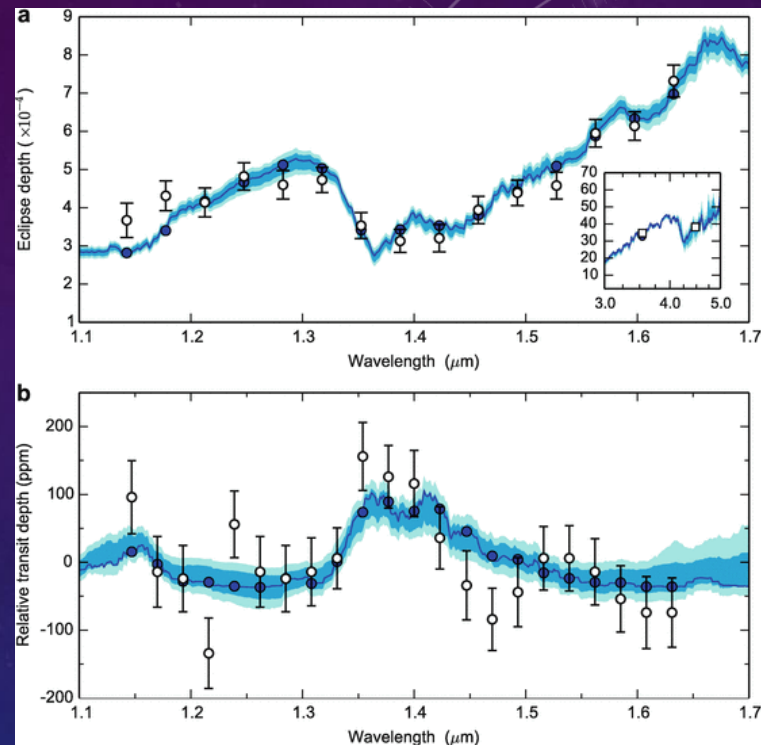 a
9
8
7
6
5
4
3
2
1
Eclipse depth ( ×10⁻⁴)
70
60
50
40
30
20
10
3.0 4.0 5.0
1.1 1.2 1.3 1.4 1.5 1.6 1.7
Wavelength (μm)
b
200
100
0
-100
-200
Relative transit depth (ppm)
1.1 1.2 1.3 1.4 1.5 1.6 1.7
Wavelength (μm)